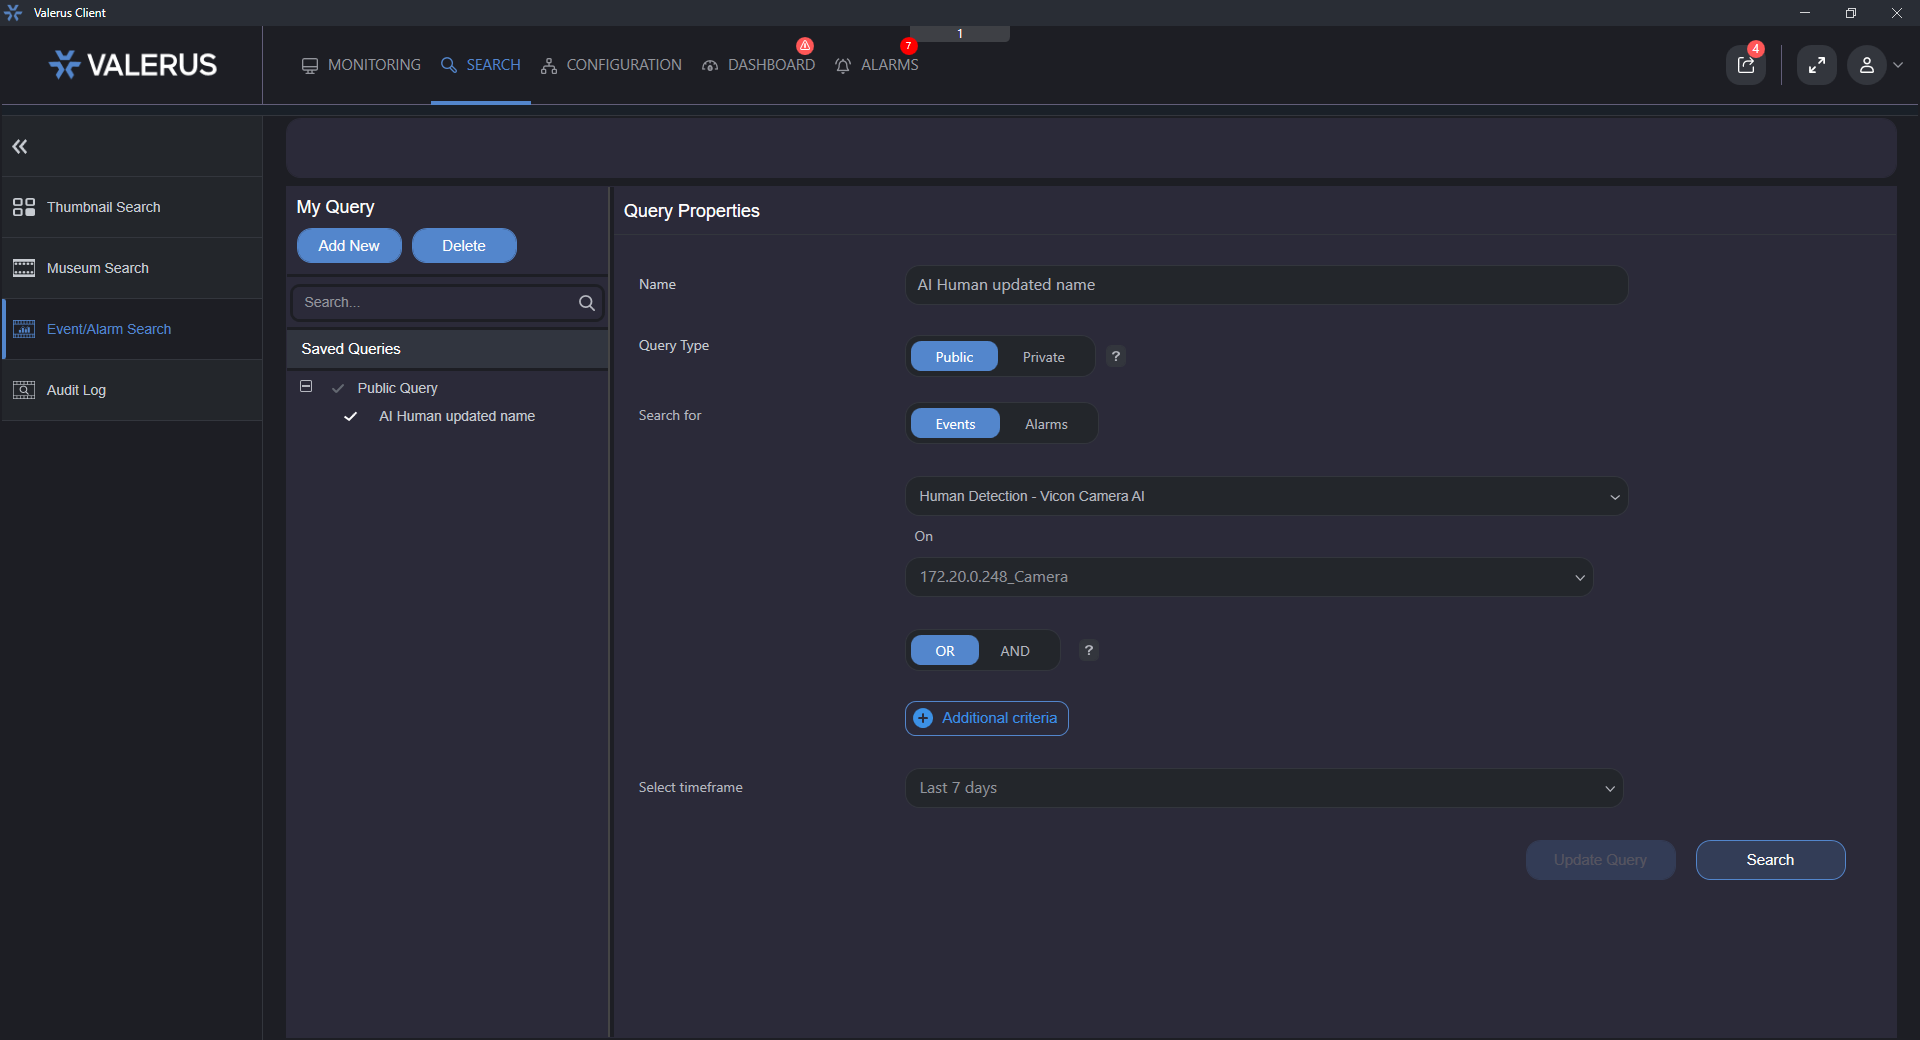 Valerus Client
1
VALERUS
MONITORING
SEARCH
CONFIGURATION
DASHBOARD
7
ALARMS
4
Thumbnail Search
Museum Search
Event/Alarm Search
Audit Log
My Query
Add New
Delete
Search...
Saved Queries
Public Query
AI Human updated name
Query Properties
Name
AI Human updated name
Query Type
Public
Private
?
Search for
Events
Alarms
Human Detection - Vicon Camera AI
On
172.20.0.248_Camera
OR
AND
?
Additional criteria
Select timeframe
Last 7 days
Update Query
Search